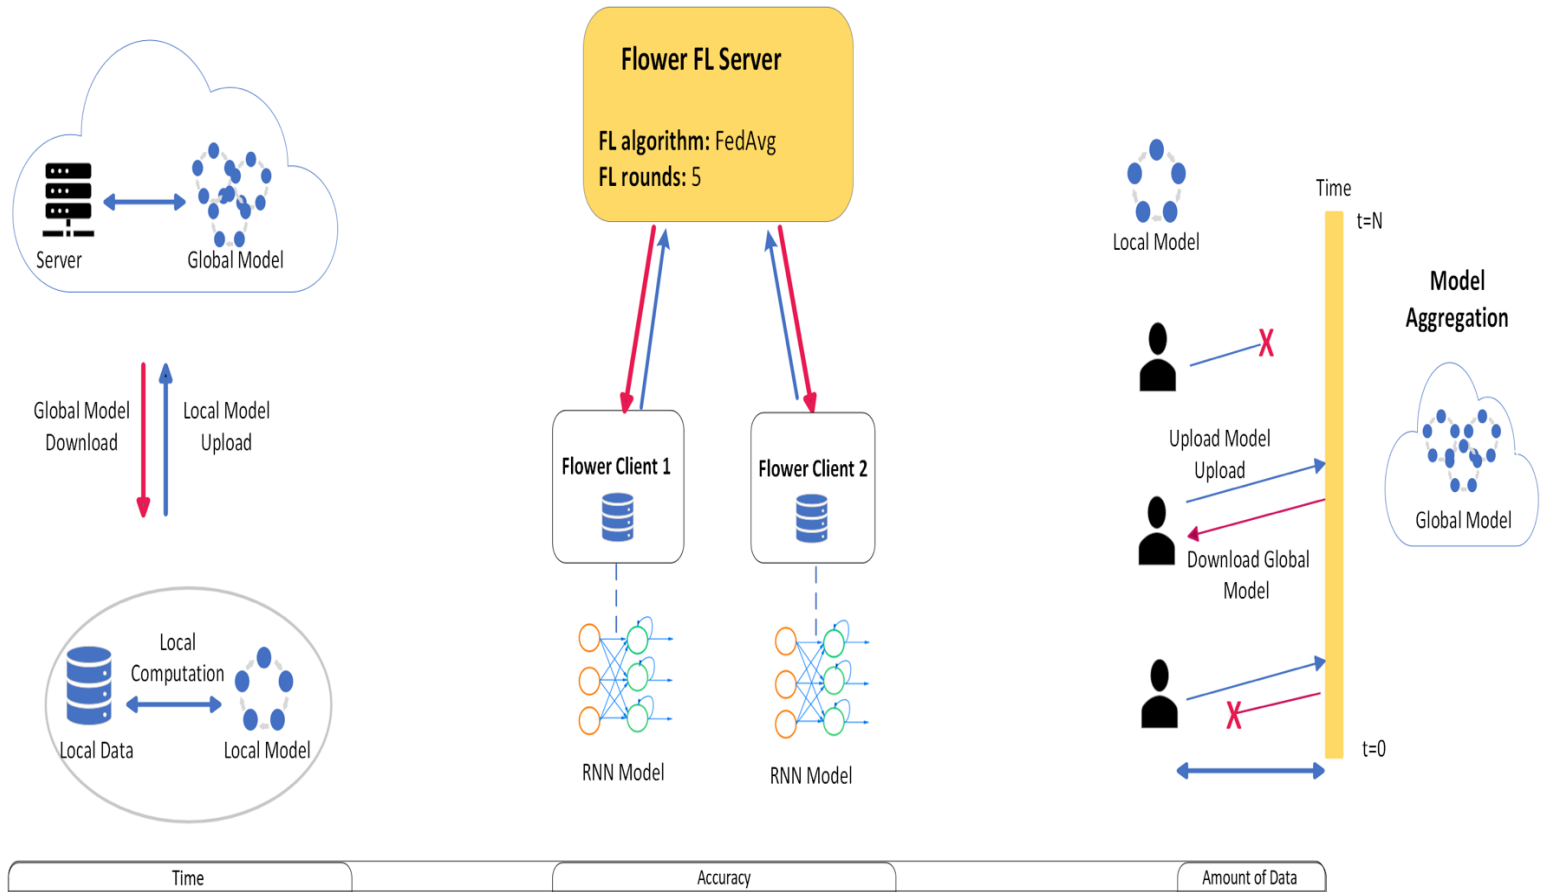 Server
Global Model
Global Model
Download
Local Model
Upload
Local
Computation
Local Data
Local Model
Flower FL Server
FL algorithm: FedAvg
FL rounds: 5
Flower Client 1
Flower Client 2
RNN Model
RNN Model
Local Model
Time
t=N
Model
Aggregation
X
Upload Model
Upload
Global Model
Download Global
Model
X
t=0
Time
Accuracy
Amount of Data